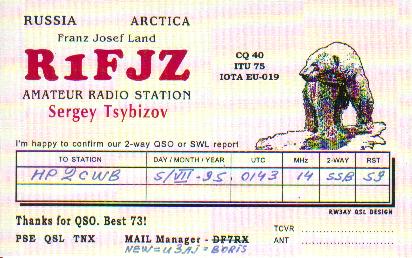 RUSSIA ARCTICA
Franz Josef Land
R1FJZ
CQ 40
ITU 75
IOTA EU-019
AMATEUR RADIO STATION
Sergey Tsybizov
I'm happy to confirm our 2-way QSO or SWL report
TO STATION DAY / MONTH / YEAR UTC MHz 2-WAY RST
HP2CWB 5/VII-95. 0143 14 SSB 59
RW3AY QSL DESIGN
Thanks for QSO. Best 73!
TCVR
PSE QSL TNX MAIL Manager - DF7RX ANT
NEW = U3AJ = BORIS